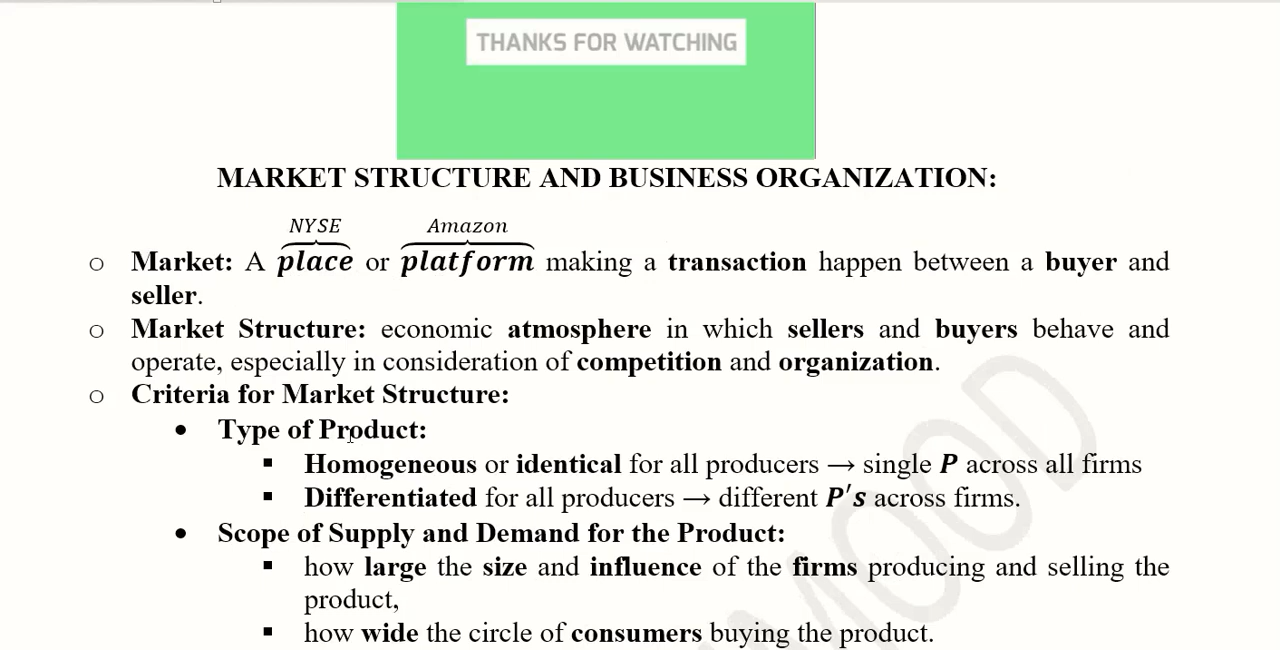 THANKS FOR WATCHING
MARKET STRUCTURE AND BUSINESS ORGANIZATION:
NYSE Amazon
○ Market: A place or platform making a transaction happen between a buyer and
seller.
○ Market Structure: economic atmosphere in which sellers and buyers behave and
operate, especially in consideration of competition and organization.
○ Criteria for Market Structure:
• Type of Product:
▪ Homogeneous or identical for all producers → single P across all firms
▪ Differentiated for all producers → different P's across firms.
• Scope of Supply and Demand for the Product:
▪ how large the size and influence of the firms producing and selling the
product,
▪ how wide the circle of consumers buying the product.